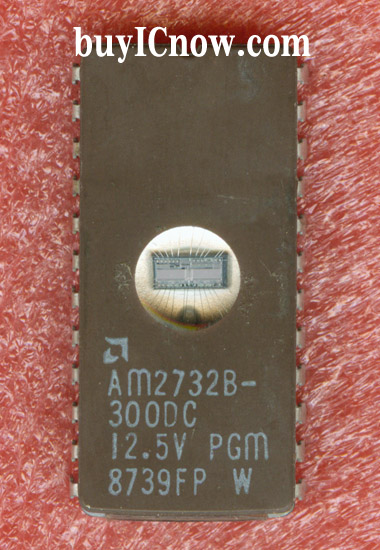 buyICnow.com
AM2732B-
300DC
12.5V PGM
8739FP W